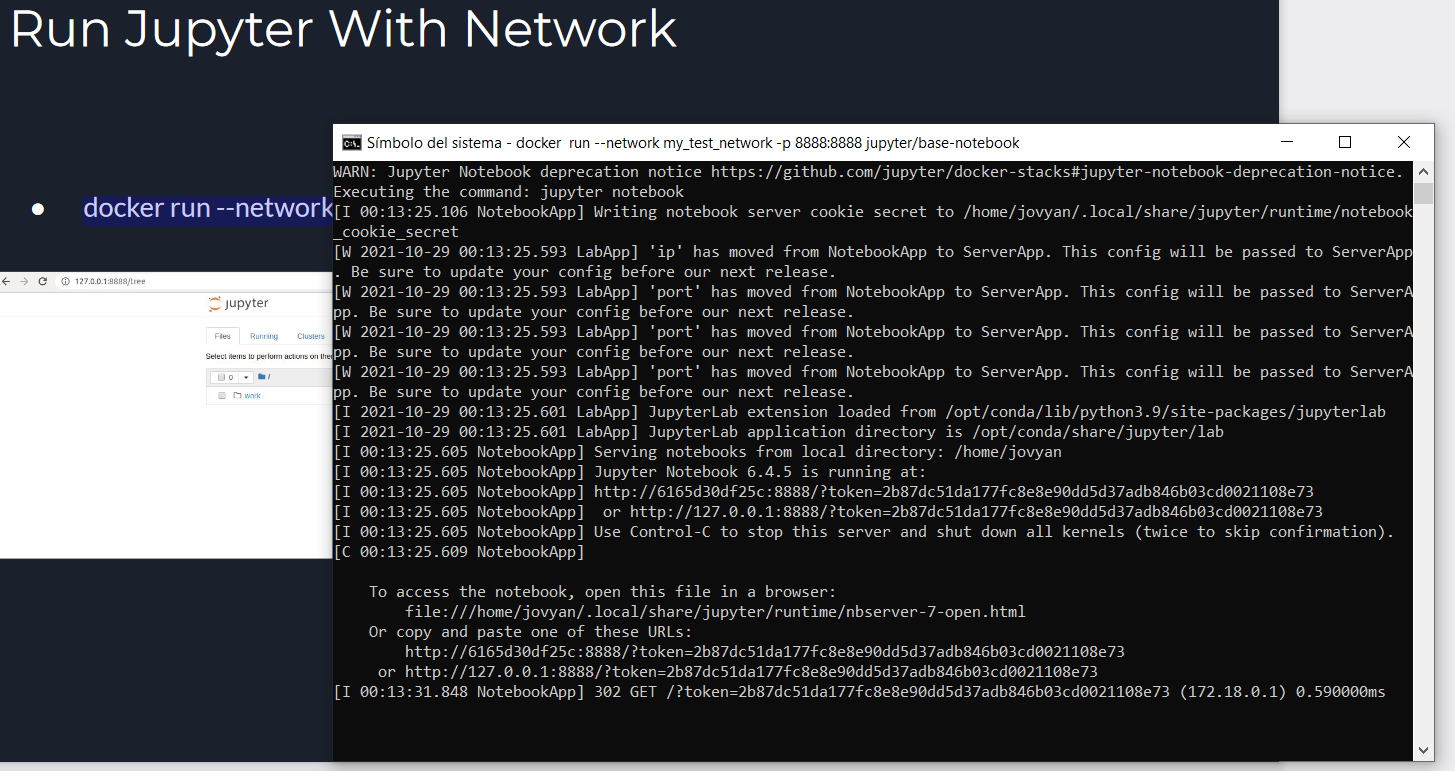 Run Jupyter With Network
docker run --network
127.0.0.1:8888/tree
jupyter
Files Running Clusters
Select items to perform actions on
0 /
work
Símbolo del sistema - docker run --network my_test_network -p 8888:8888 jupyter/base-notebook
WARN: Jupyter Notebook deprecation notice https://github.com/jupyter/docker-stacks#jupyter-notebook-deprecation-notice.
Executing the command: jupyter notebook
[I 00:13:25.106 NotebookApp] Writing notebook server cookie secret to /home/jovyan/.local/share/jupyter/runtime/notebook
_cookie_secret
[W 2021-10-29 00:13:25.593 LabApp] 'ip' has moved from NotebookApp to ServerApp. This config will be passed to ServerApp
. Be sure to update your config before our next release.
[W 2021-10-29 00:13:25.593 LabApp] 'port' has moved from NotebookApp to ServerApp. This config will be passed to ServerA
pp. Be sure to update your config before our next release.
[W 2021-10-29 00:13:25.593 LabApp] 'port' has moved from NotebookApp to ServerApp. This config will be passed to ServerA
pp. Be sure to update your config before our next release.
[W 2021-10-29 00:13:25.593 LabApp] 'port' has moved from NotebookApp to ServerApp. This config will be passed to ServerA
pp. Be sure to update your config before our next release.
[I 2021-10-29 00:13:25.601 LabApp] JupyterLab extension loaded from /opt/conda/lib/python3.9/site-packages/jupyterlab
[I 2021-10-29 00:13:25.601 LabApp] JupyterLab application directory is /opt/conda/share/jupyter/lab
[I 00:13:25.605 NotebookApp] Serving notebooks from local directory: /home/jovyan
[I 00:13:25.605 NotebookApp] Jupyter Notebook 6.4.5 is running at:
[I 00:13:25.605 NotebookApp] http://6165d30df25c:8888/?token=2b87dc51da177fc8e8e90dd5d37adb846b03cd0021108e73
[I 00:13:25.605 NotebookApp]  or http://127.0.0.1:8888/?token=2b87dc51da177fc8e8e90dd5d37adb846b03cd0021108e73
[I 00:13:25.605 NotebookApp] Use Control-C to stop this server and shut down all kernels (twice to skip confirmation).
[C 00:13:25.609 NotebookApp]
To access the notebook, open this file in a browser:
file:///home/jovyan/.local/share/jupyter/runtime/nbserver-7-open.html
Or copy and paste one of these URLs:
http://6165d30df25c:8888/?token=2b87dc51da177fc8e8e90dd5d37adb846b03cd0021108e73
or http://127.0.0.1:8888/?token=2b87dc51da177fc8e8e90dd5d37adb846b03cd0021108e73
[I 00:13:31.848 NotebookApp] 302 GET /?token=2b87dc51da177fc8e8e90dd5d37adb846b03cd0021108e73 (172.18.0.1) 0.590000ms